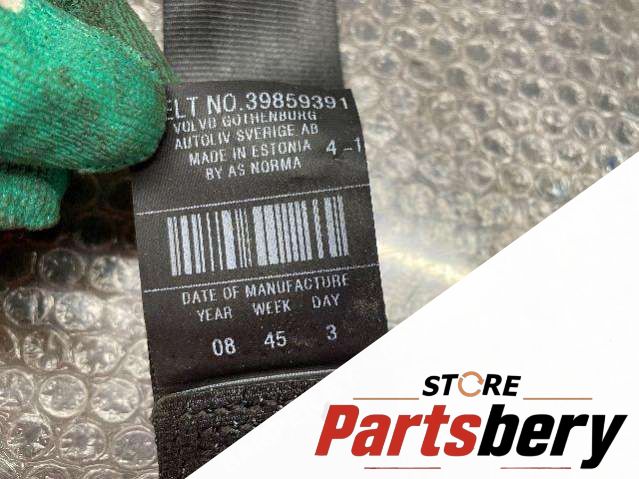 ELT NO.39859391
VOLVO GOTHENBURG
AUTOLIV SVERIGE AB
MADE IN ESTONIA 4-1
BY AS NORMA
DATE OF MANUFACTURE
YEAR WEEK DAY
08 45 3
STORE
Partsbery